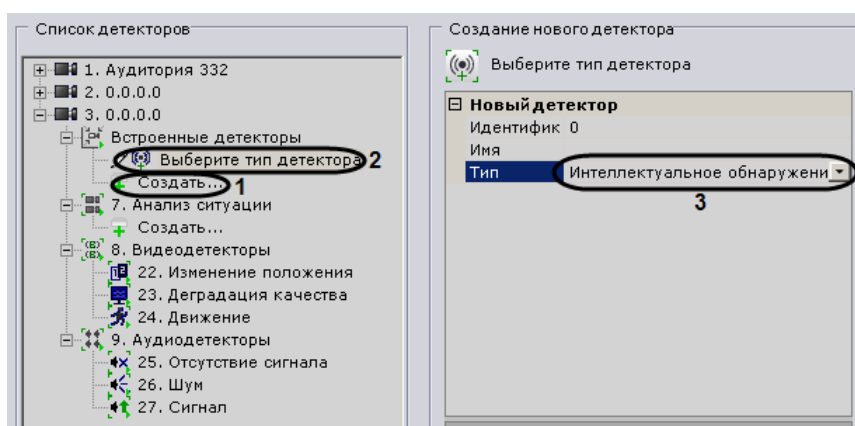 Список детекторов
1. Аудитория 332
2. 0.0.0.0
3. 0.0.0.0
Встроенные детекторы
Выберите тип детектора 2
Создать... 1
7. Анализ ситуации
Создать...
8. Видеодетекторы
22. Изменение положения
23. Деградация качества
24. Движение
9. Аудиодетекторы
25. Отсутствие сигнала
26. Шум
27. Сигнал
Создание нового детектора
Выберите тип детектора
Новый детектор
Идентифик 0
Имя
Тип Интеллектуальное обнаружени
3